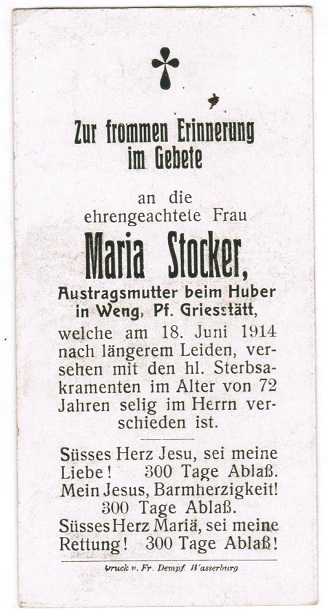 Zur frommen Erinnerung
im Gebete
an die
ehrengeachtete Frau
Maria Stocker,
Austragsmutter beim Huber
in Weng, Pf. Griesstätt,
welche am 18. Juni 1914
nach längerem Leiden, ver-
sehen mit den hl. Sterbsa-
kramenten im Alter von 72
Jahren selig im Herrn ver-
schieden ist.
Süsses Herz Jesu, sei meine
Liebe! 300 Tage Ablaß.
Mein Jesus, Barmherzigkeit!
300 Tage Ablaß.
Süsses Herz Mariä, sei meine
Rettung! 300 Tage Ablaß!
Druck v. Fr. Dempf. Wasserburg